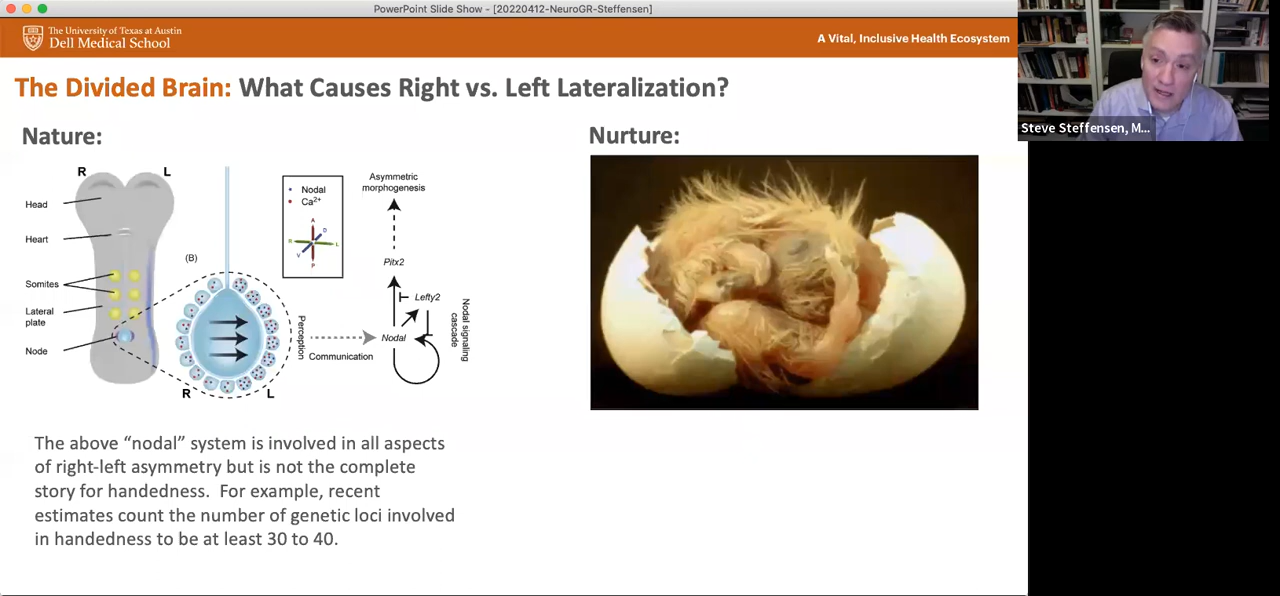 PowerPoint Slide Show - [20220412-NeuroGR-Steffensen]
The University of Texas at Austin
Dell Medical School
A Vital, Inclusive Health Ecosystem
Steve Steffensen, M...
The Divided Brain: What Causes Right vs. Left Lateralization?
Nature:
R
L
Head
Heart
Somites
Lateral
plate
Node
(B)
R
L
Nodal
Ca2+
A
D
R
L
V
P
Perception
Communication
Asymmetric
morphogenesis
Pitx2
Lefty2
Nodal
Nodal signaling
cascade
The above “nodal” system is involved in all aspects
of right-left asymmetry but is not the complete
story for handedness. For example, recent
estimates count the number of genetic loci involved
in handedness to be at least 30 to 40.
Nurture: